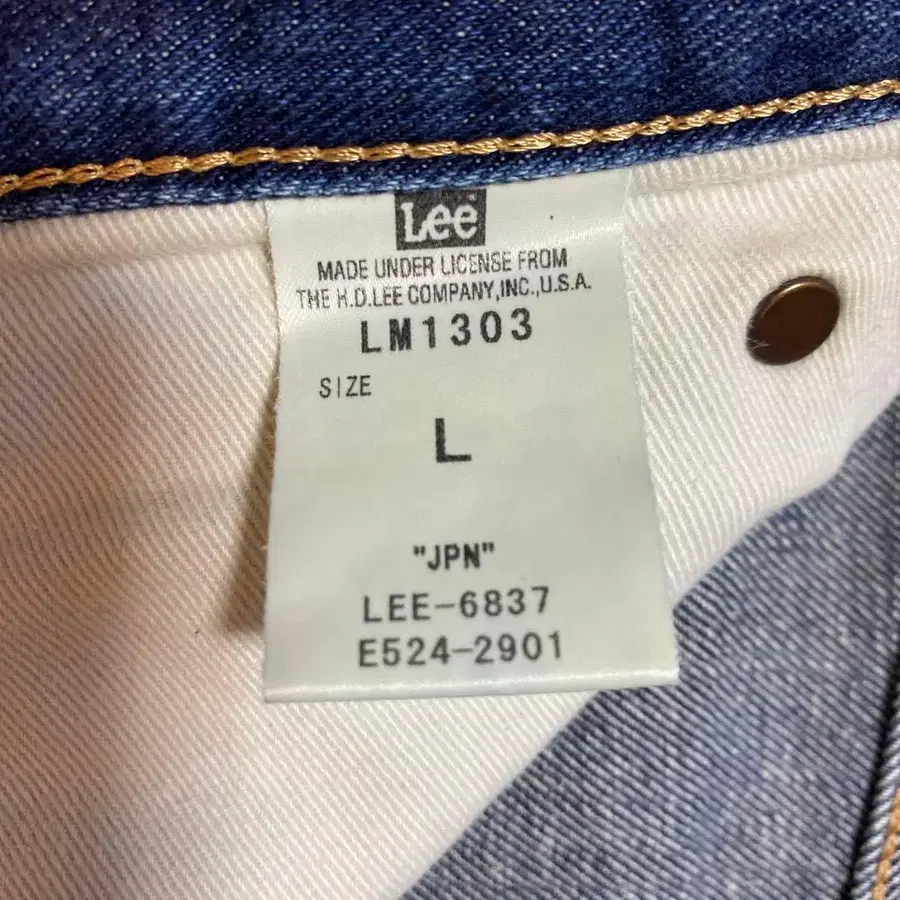 Lee
MADE UNDER LICENSE FROM
THE H.D.LEE COMPANY,INC.,U.S.A.
LM1303
SIZE
L
"JPN"
LEE-6837
E524-2901